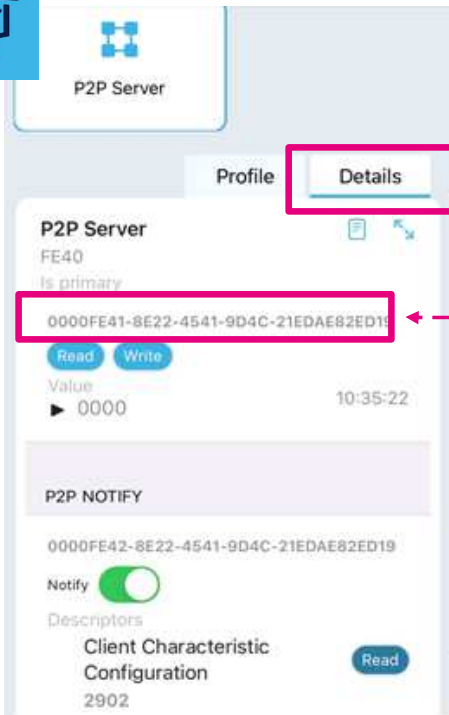 P2P Server
Profile
Details
P2P Server
FE40
Is primary
0000FE41-8E22-4541-9D4C-21EDAE82ED19
Read
Write
Value
▶ 0000
10:35:22
P2P NOTIFY
0000FE42-8E22-4541-9D4C-21EDAE82ED19
Notify
Descriptors
Client Characteristic
Configuration
Read
2902